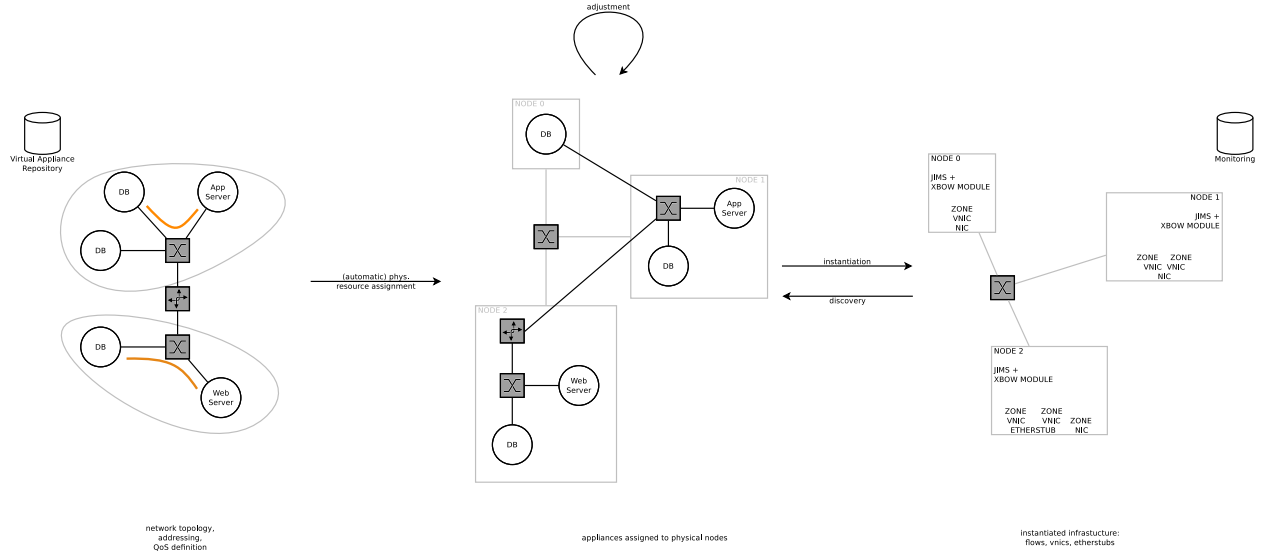 adjustment
Virtual Appliance
Repository
DB
App
Server
DB
DB
Web
Server
network topology,
addressing,
QoS definition
(automatic) phys.
resource assignment
NODE 0
DB
NODE 1
App
Server
DB
NODE 2
Web
Server
DB
appliances assigned to physical nodes
instantiation
discovery
Monitoring
NODE 0
JIMS +
XBOW MODULE
ZONE
VNIC
NIC
NODE 1
JIMS +
XBOW MODULE
ZONE ZONE
VNIC VNIC
NIC
NODE 2
JIMS +
XBOW MODULE
ZONE ZONE
VNIC VNIC ZONE
ETHERSTUB NIC
instantiated infrastucture:
flows, vnics, etherstubs